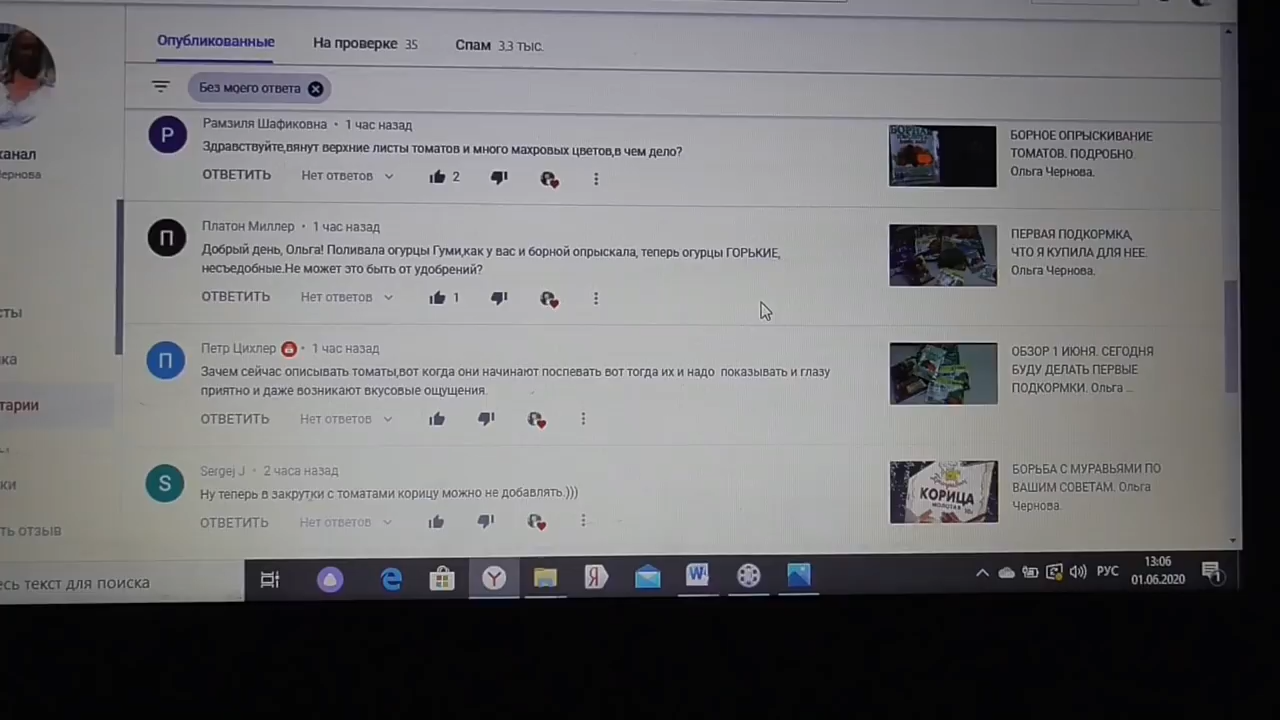 Опубликованные
На проверке 35
Спам 3,3 тыс.
Без моего ответа
канал
Чернова
Р
Рамзиля Шафиковна • 1 час назад
Здравствуйте,вянут верхние листы томатов и много махровых цветов,в чем дело?
ОТВЕТИТЬ Нет ответов 2
БОРНОЕ ОПРЫСКИВАНИЕ
ТОМАТОВ. ПОДРОБНО.
Ольга Чернова.
П
Платон Миллер • 1 час назад
Добрый день, Ольга! Поливала огурцы Гуми,как у вас и борной опрыскала, теперь огурцы ГОРЬКИЕ,
несъедобные.Не может это быть от удобрений?
ОТВЕТИТЬ Нет ответов 1
ПЕРВАЯ ПОДКОРМКА,
ЧТО Я КУПИЛА ДЛЯ НЕЕ.
Ольга Чернова.
П
Петр Цихлер • 1 час назад
Зачем сейчас описывать томаты,вот когда они начинают поспевать вот тогда их и надо показывать и глазу
приятно и даже возникают вкусовые ощущения.
ОТВЕТИТЬ Нет ответов
ОБЗОР 1 ИЮНЯ. СЕГОДНЯ
БУДУ ДЕЛАТЬ ПЕРВЫЕ
ПОДКОРМКИ. Ольга ...
S
Sergej J • 2 часа назад
Ну теперь в закрутки с томатами корицу можно не добавлять.)))
ОТВЕТИТЬ Нет ответов
КОРИЦА
МОЛОТАЯ
БОРЬБА С МУРАВЬЯМИ ПО
ВАШИМ СОВЕТАМ. Ольга
Чернова.
тарии
ть отзыв
есь текст для поиска
РУС
13:06
01.06.2020